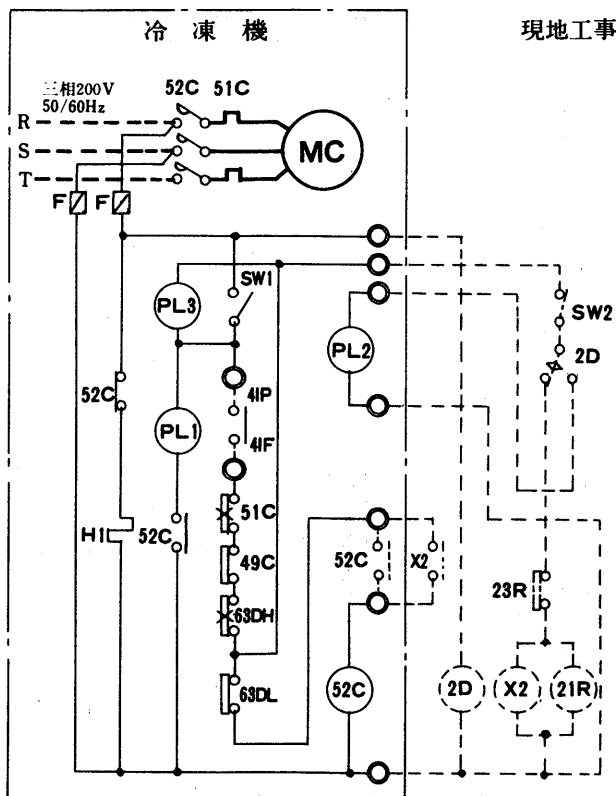 冷凍機
現地工事
三相200V
50/60Hz
52C
51C
R
S
T
MC
F
F
SW1
PL3
SW2
PL2
2D
41P
52C
PL1
41F
51C
H1
52C
49C
52C
X2
63DH
23R
63DL
52C
2D
X2
21R